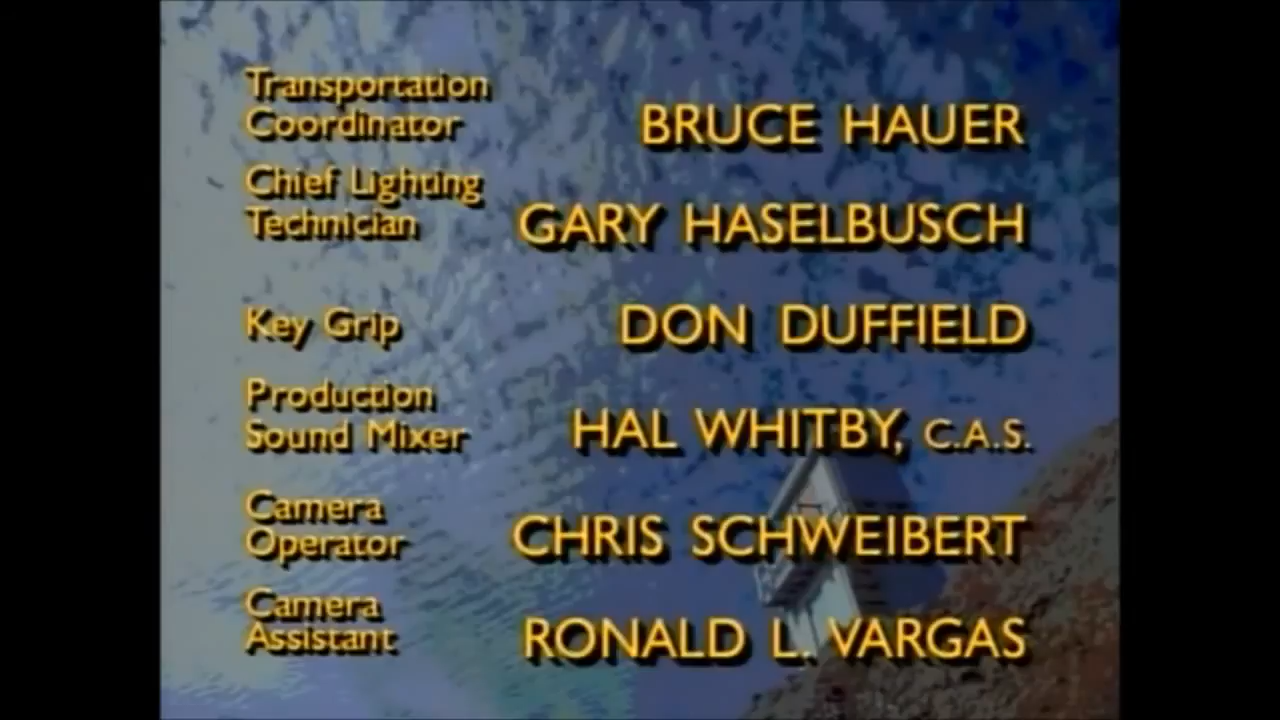 Transportation
Coordinator
BRUCE HAUER
Chief Lighting
Technician
GARY HASELBUSCH
Key Grip
DON DUFFIELD
Production
Sound Mixer
HAL WHITBY, C.A.S.
Camera
Operator
CHRIS SCHWEIBERT
Camera
Assistant
RONALD L. VARGAS